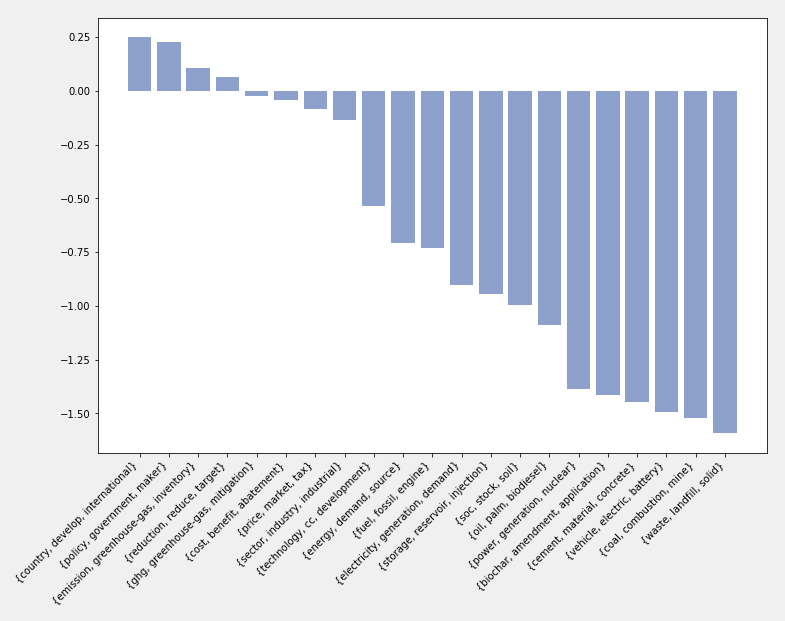 0.25
0.00
−0.25
−0.50
−0.75
−1.00
−1.25
−1.50
{country, develop, international}
{policy, government, maker}
{emission, greenhouse-gas, inventory}
{reduction, reduce, target}
{ghg, greenhouse-gas, mitigation}
{cost, benefit, abatement}
{price, market, tax}
{sector, industry, industrial}
{technology, cc, development}
{energy, demand, source}
{fuel, fossil, engine}
{electricity, generation, demand}
{storage, reservoir, injection}
{soc, stock, soil}
{oil, palm, biodiesel}
{power, generation, nuclear}
{biochar, amendment, application}
{cement, material, concrete}
{vehicle, electric, battery}
{coal, combustion, mine}
{waste, landfill, solid}